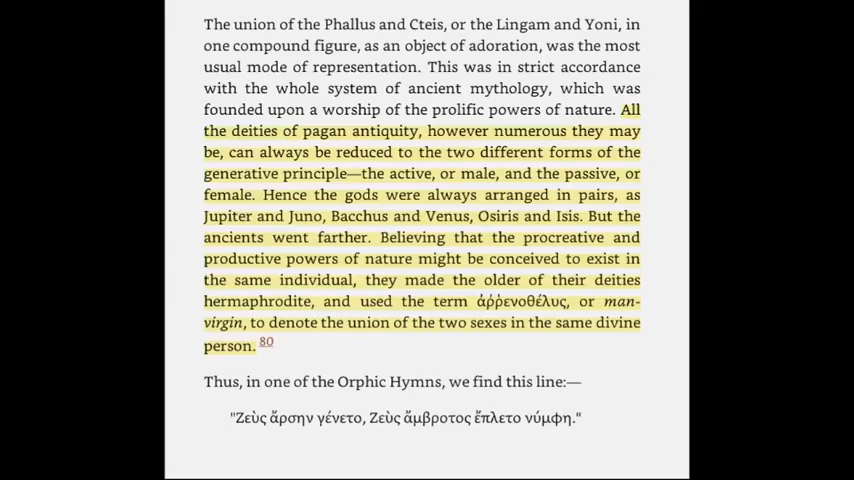 The union of the Phallus and Cteis, or the Lingam and Yoni, in
one compound figure, as an object of adoration, was the most
usual mode of representation. This was in strict accordance
with the whole system of ancient mythology, which was
founded upon a worship of the prolific powers of nature. All
the deities of pagan antiquity, however numerous they may
be, can always be reduced to the two different forms of the
generative principle—the active, or male, and the passive, or
female. Hence the gods were always arranged in pairs, as
Jupiter and Juno, Bacchus and Venus, Osiris and Isis. But the
ancients went farther. Believing that the procreative and
productive powers of nature might be conceived to exist in
the same individual, they made the older of their deities
hermaphrodite, and used the term ἀῤῥενοθέλυς, or man-
virgin, to denote the union of the two sexes in the same divine
person. 80
Thus, in one of the Orphic Hymns, we find this line:—
"Ζεὺς ἄρσην γένετο, Ζεὺς ἄμβροτος ἔπλετο νύμφη."